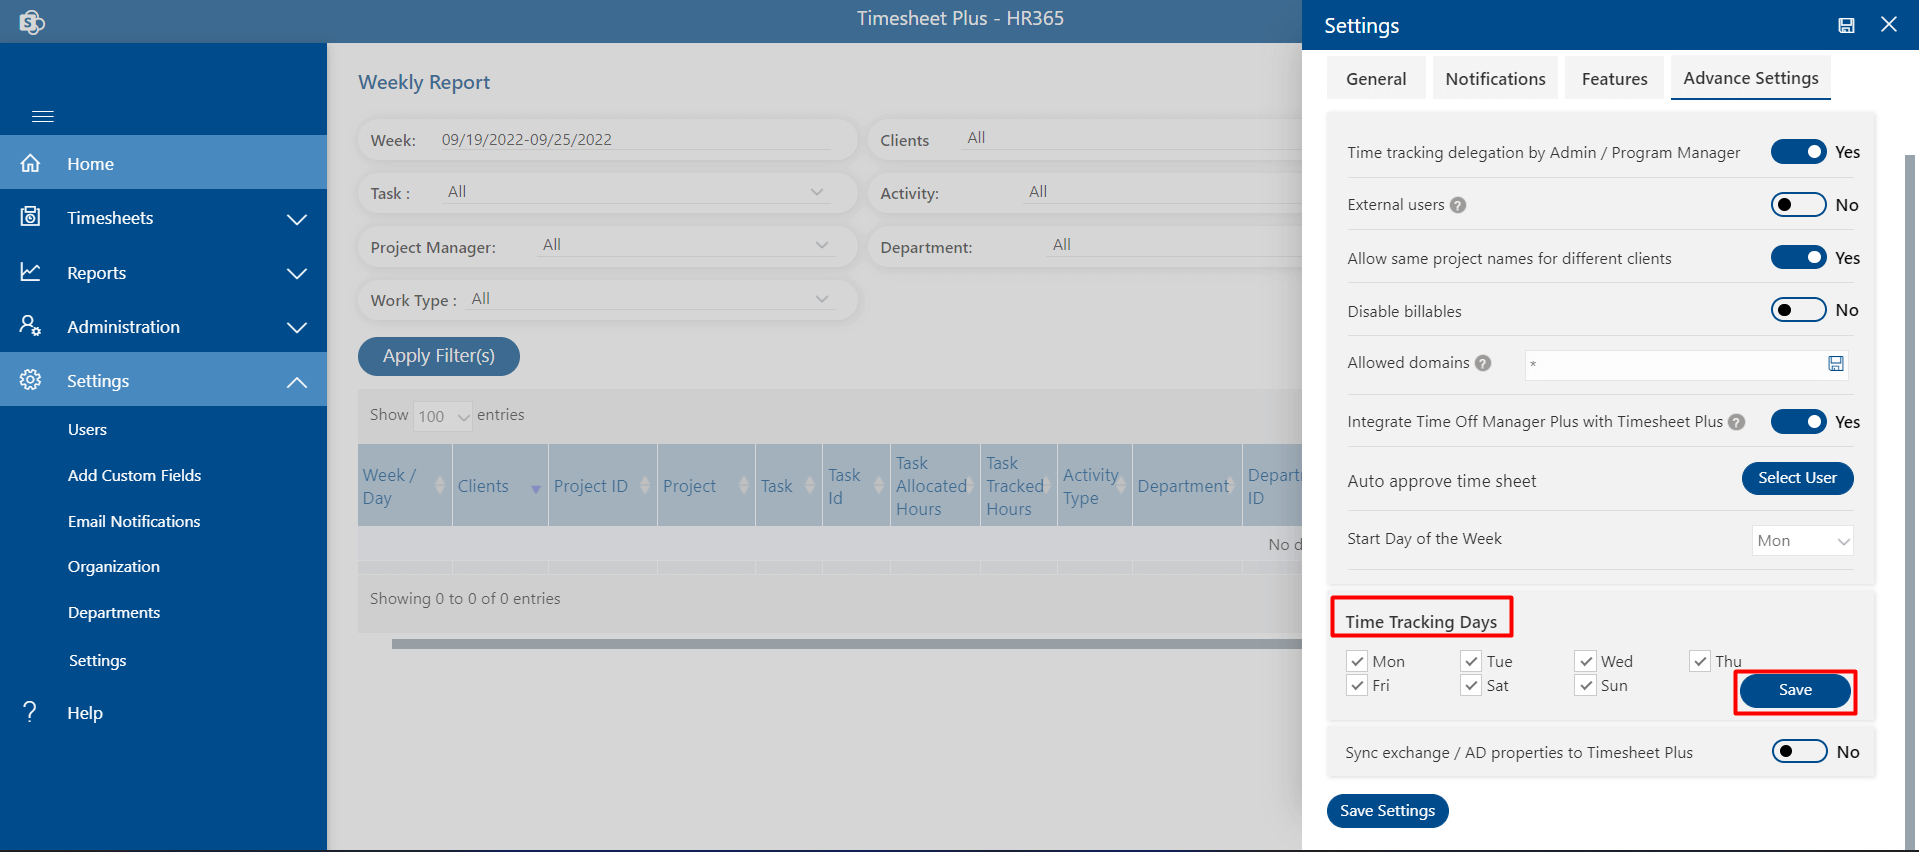 Timesheet Plus - HR365
Home
Timesheets
Reports
Administration
Settings
Users
Add Custom Fields
Email Notifications
Organization
Departments
Settings
? Help
Weekly Report
Week: 09/19/2022-09/25/2022
Clients All
Task : All
Activity: All
Project Manager: All
Department: All
Work Type : All
Apply Filter(s)
Show 100 entries
Week / Day
Clients
Project ID
Project
Task
Task Id
Task Allocated Hours
Task Tracked Hours
Activity Type
Department
ID
No
Showing 0 to 0 of 0 entries
Settings
General
Notifications
Features
Advance Settings
Time tracking delegation by Admin / Program Manager Yes
External users ? No
Allow same project names for different clients Yes
Disable billables No
Allowed domains ? *
Integrate Time Off Manager Plus with Timesheet Plus ? Yes
Auto approve time sheet Select User
Start Day of the Week Mon
Time Tracking Days
Mon Tue Wed Thu
Fri Sat Sun
Save
Sync exchange / AD properties to Timesheet Plus No
Save Settings